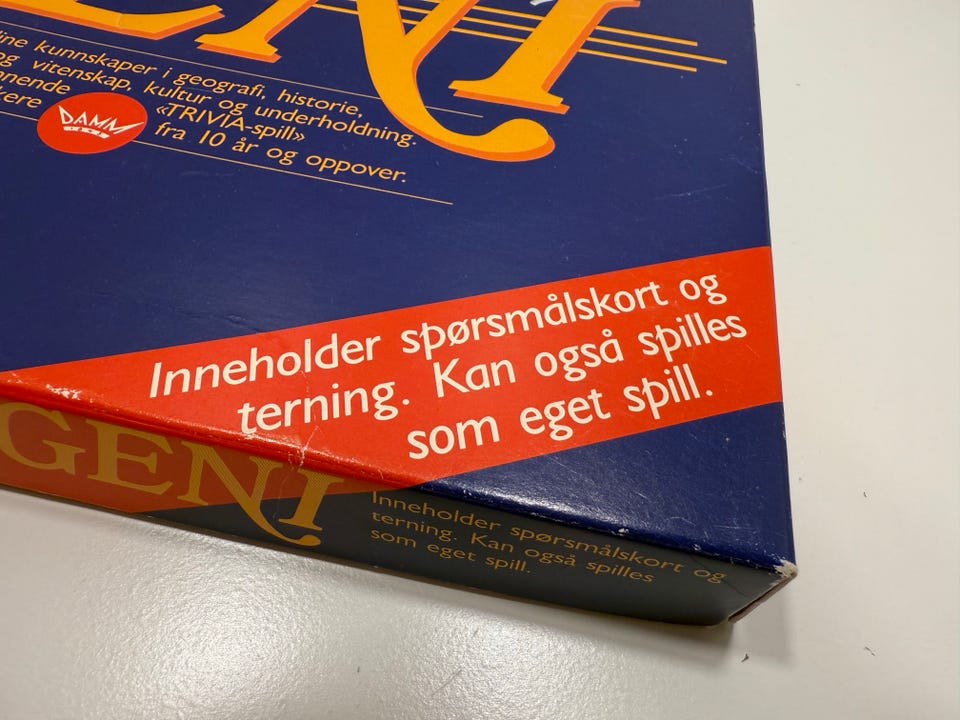 ENI
dine kunnskaper i geografi, historie,
og vitenskap, kultur og underholdning.
«TRIVIA-spill»
fra 10 år og oppover.
DAMM
Inneholder spørsmålskort og
terning. Kan også spilles
som eget spill.
GENI
Inneholder spørsmålskort og
terning. Kan også spilles
som eget spill.